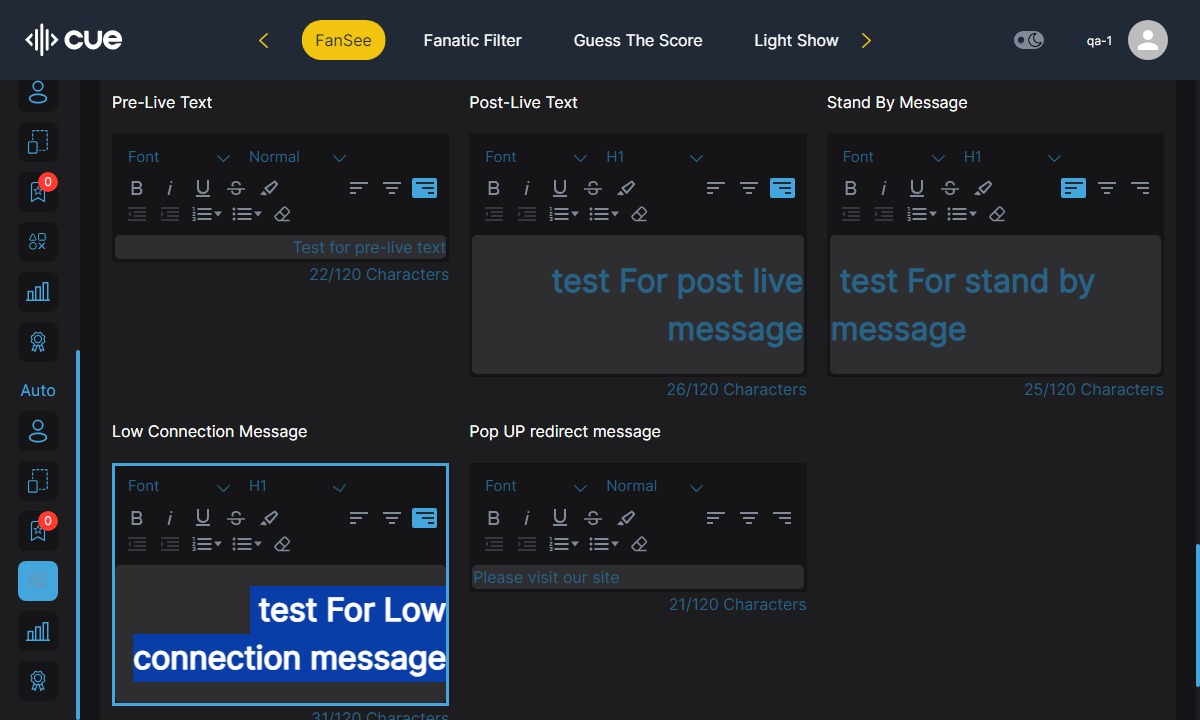 cue
FanSee
Fanatic Filter
Guess The Score
Light Show
qa-1
0
Auto
0
Pre-Live Text
Font
Normal
B i U S
Test for pre-live text
22/120 Characters
Post-Live Text
Font
H1
B i U S
test For post live
message
26/120 Characters
Stand By Message
Font
H1
B i U S
test For stand by
message
25/120 Characters
Low Connection Message
Font
H1
B i U S
test For Low
connection message
31/120 Characters
Pop UP redirect message
Font
Normal
B i U S
Please visit our site
21/120 Characters